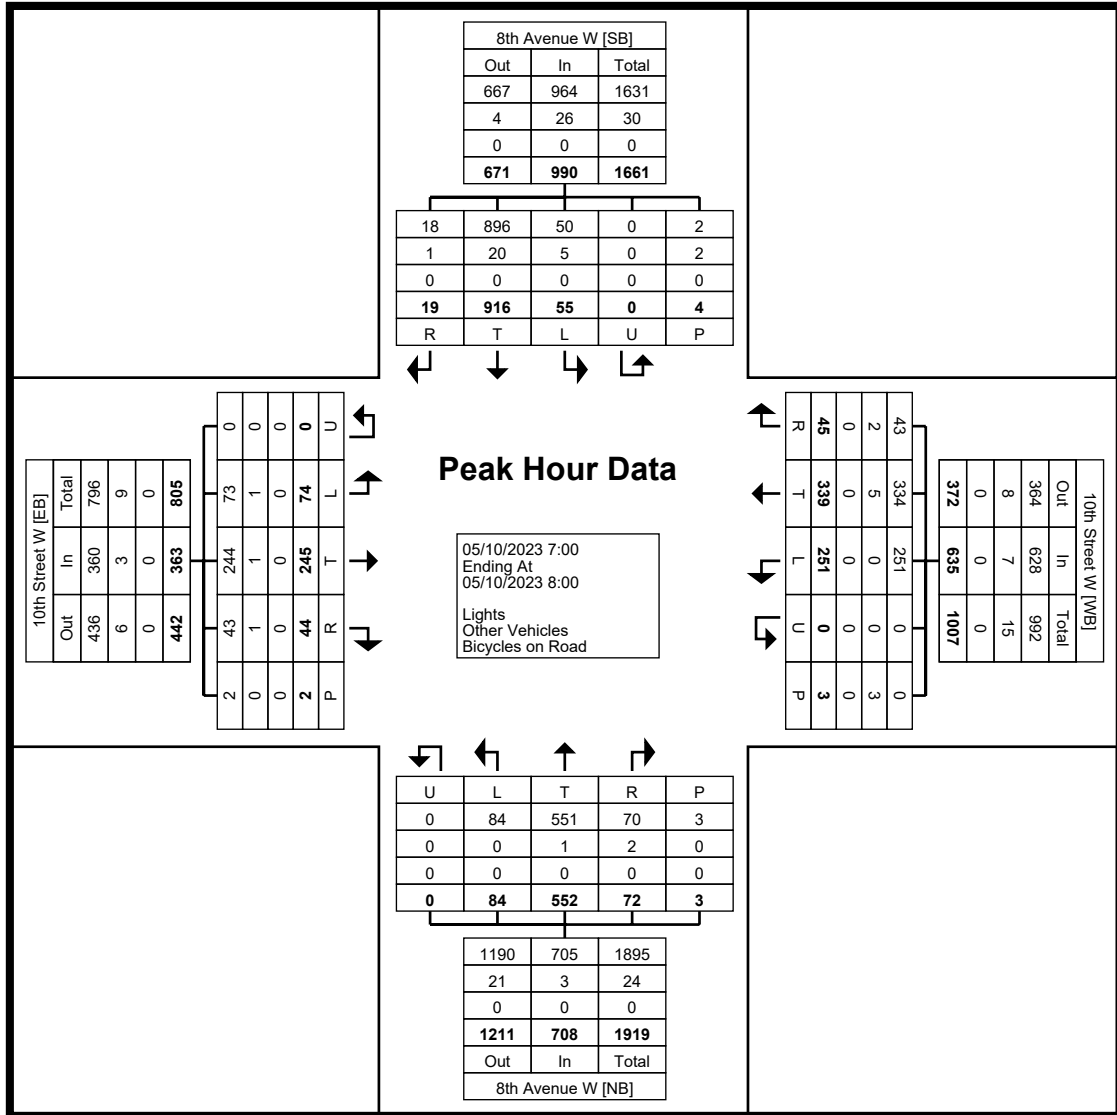 8th Avenue W [SB]
Out In Total
667 964 1631
4 26 30
0 0 0
671 990 1661
18 896 50 0 2
1 20 5 0 2
0 0 0 0 0
19 916 55 0 4
R T L U P
10th Street W [EB]
Total In Out
796 360 436
9 3 6
0 0 0
805 363 442
0 73 244 43 2
0 1 1 1 0
0 0 0 0 0
0 74 245 44 2
U L T R P
Peak Hour Data
05/10/2023 7:00
Ending At
05/10/2023 8:00
Lights
Other Vehicles
Bicycles on Road
10th Street W [WB]
Out In Total
364 628 992
8 7 15
0 0 0
372 635 1007
43 334 251 0 0
2 5 0 0 3
0 0 0 0 0
45 339 251 0 3
R T L U P
U L T R P
0 84 551 70 3
0 0 1 2 0
0 0 0 0 0
0 84 552 72 3
1190 705 1895
21 3 24
0 0 0
1211 708 1919
Out In Total
8th Avenue W [NB]